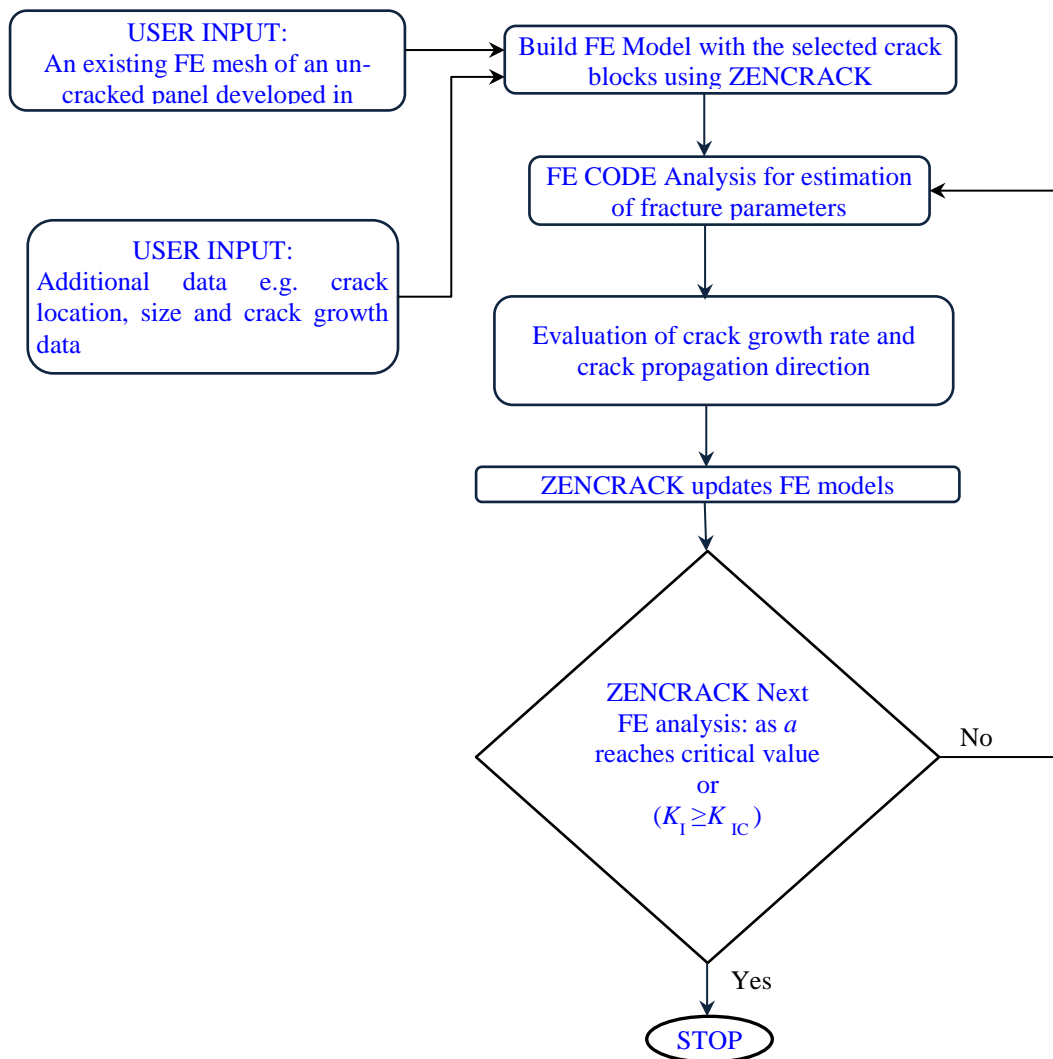 USER INPUT:
An existing FE mesh of an un-
cracked panel developed in
Build FE Model with the selected crack
blocks using ZENCRACK
FE CODE Analysis for estimation
of fracture parameters
USER INPUT:
Additional data e.g. crack
location, size and crack growth
data
Evaluation of crack growth rate and
crack propagation direction
ZENCRACK updates FE models
ZENCRACK Next
FE analysis: as a
reaches critical value
or
(K_I ≥ K_IC)
No
Yes
STOP